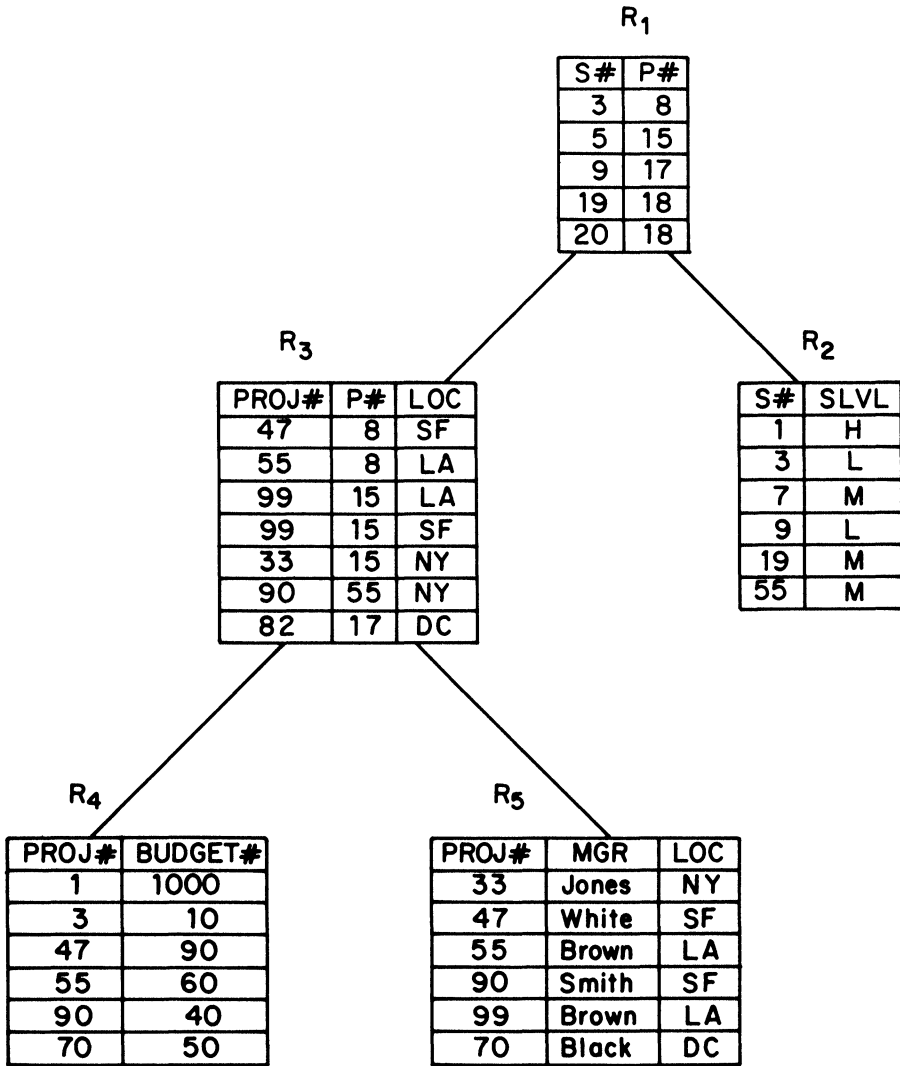 R1
S# P#
3 8
5 15
9 17
19 18
20 18
R3
PROJ# P# LOC
47 8 SF
55 8 LA
99 15 LA
99 15 SF
33 15 NY
90 55 NY
82 17 DC
R2
S# SLVL
1 H
3 L
7 M
9 L
19 M
55 M
R4
PROJ# BUDGET#
1 1000
3 10
47 90
55 60
90 40
70 50
R5
PROJ# MGR LOC
33 Jones NY
47 White SF
55 Brown LA
90 Smith SF
99 Brown LA
70 Black DC